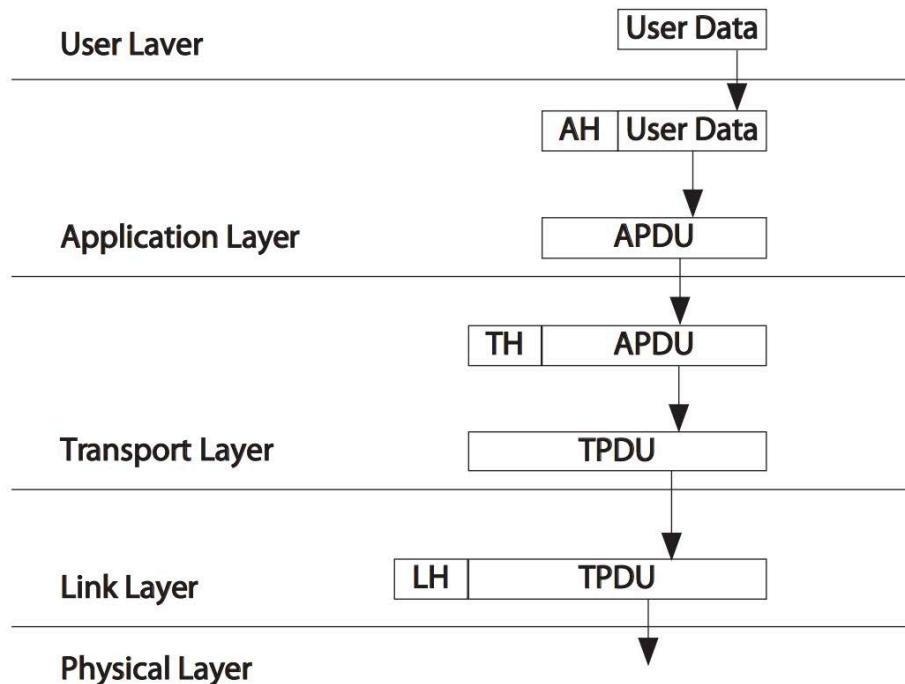 User Laver
User Data
AH User Data
Application Layer
APDU
TH APDU
Transport Layer
TPDU
Link Layer
LH TPDU
Physical Layer